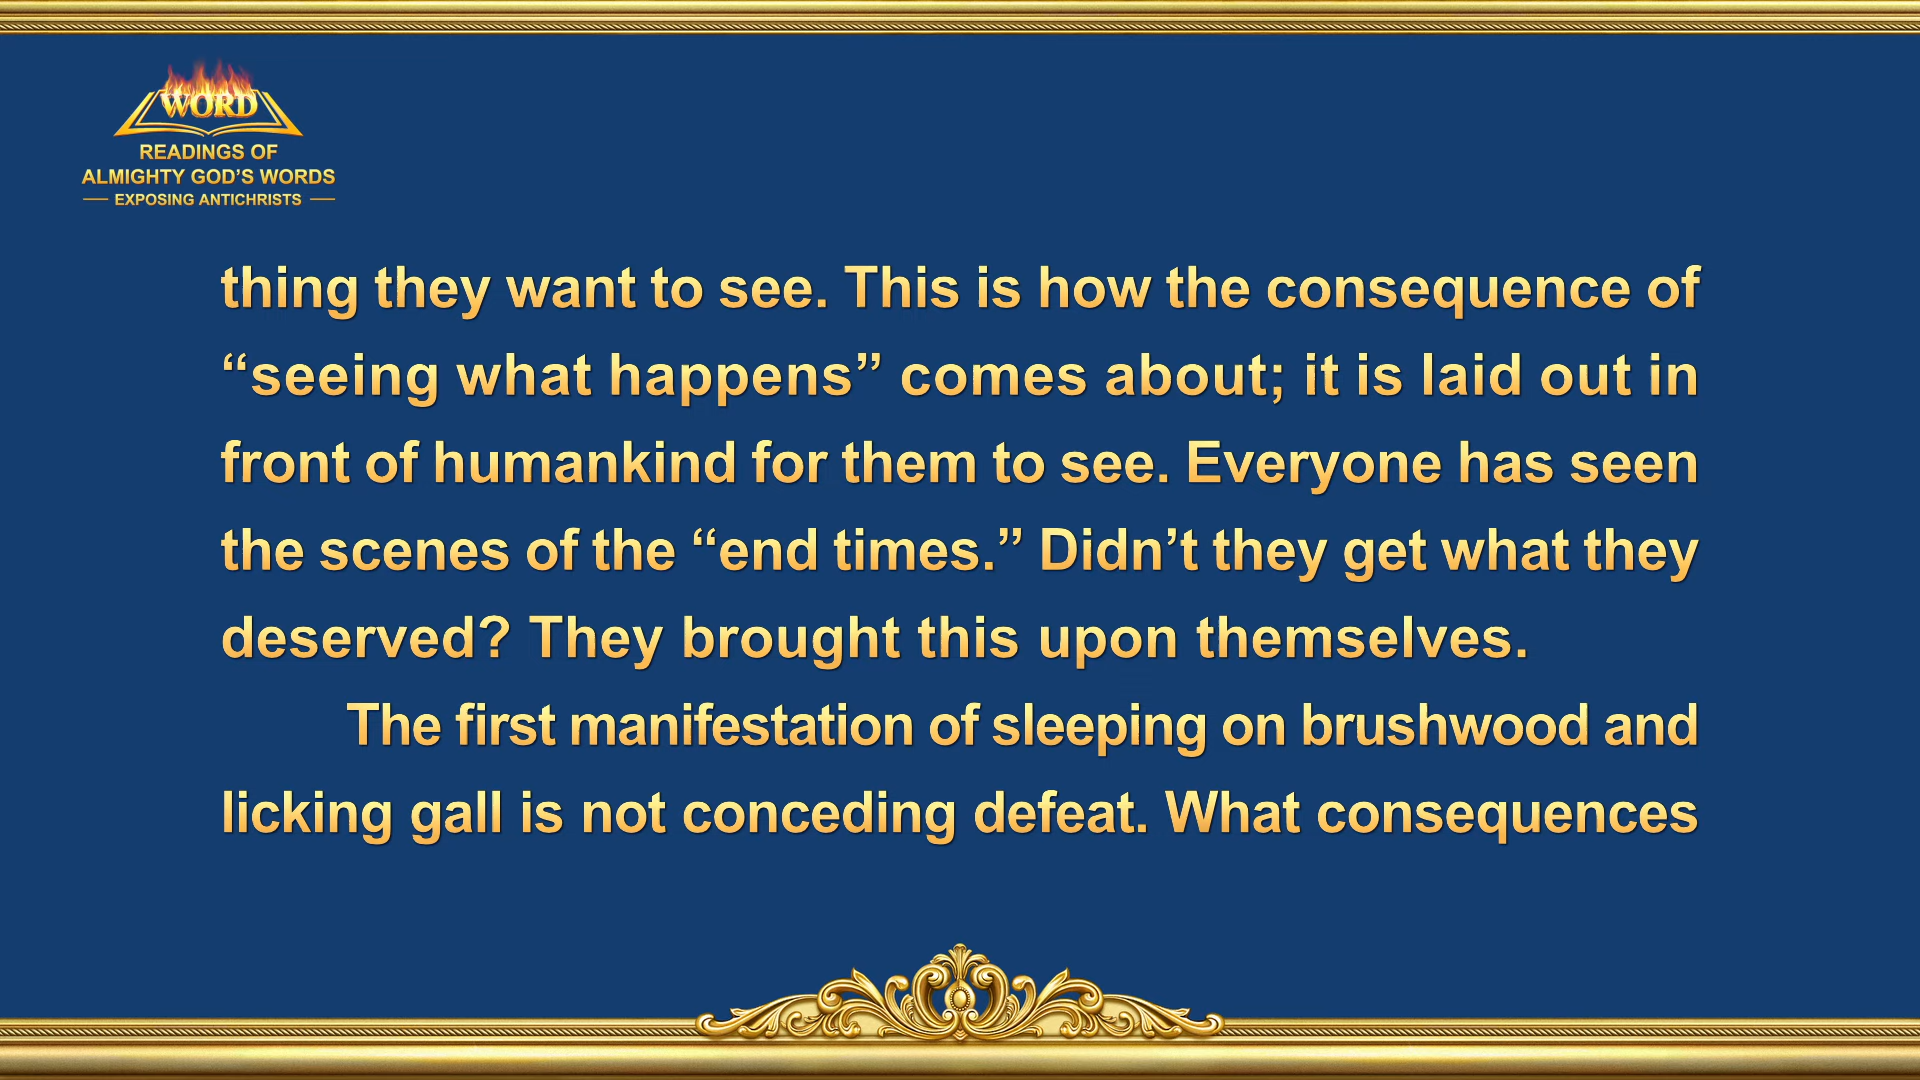 WORD
READINGS OF
ALMIGHTY GOD’S WORDS
EXPOSING ANTICHRISTS
thing they want to see. This is how the consequence of
“seeing what happens” comes about; it is laid out in
front of humankind for them to see. Everyone has seen
the scenes of the “end times.” Didn’t they get what they
deserved? They brought this upon themselves.
The first manifestation of sleeping on brushwood and
licking gall is not conceding defeat. What consequences